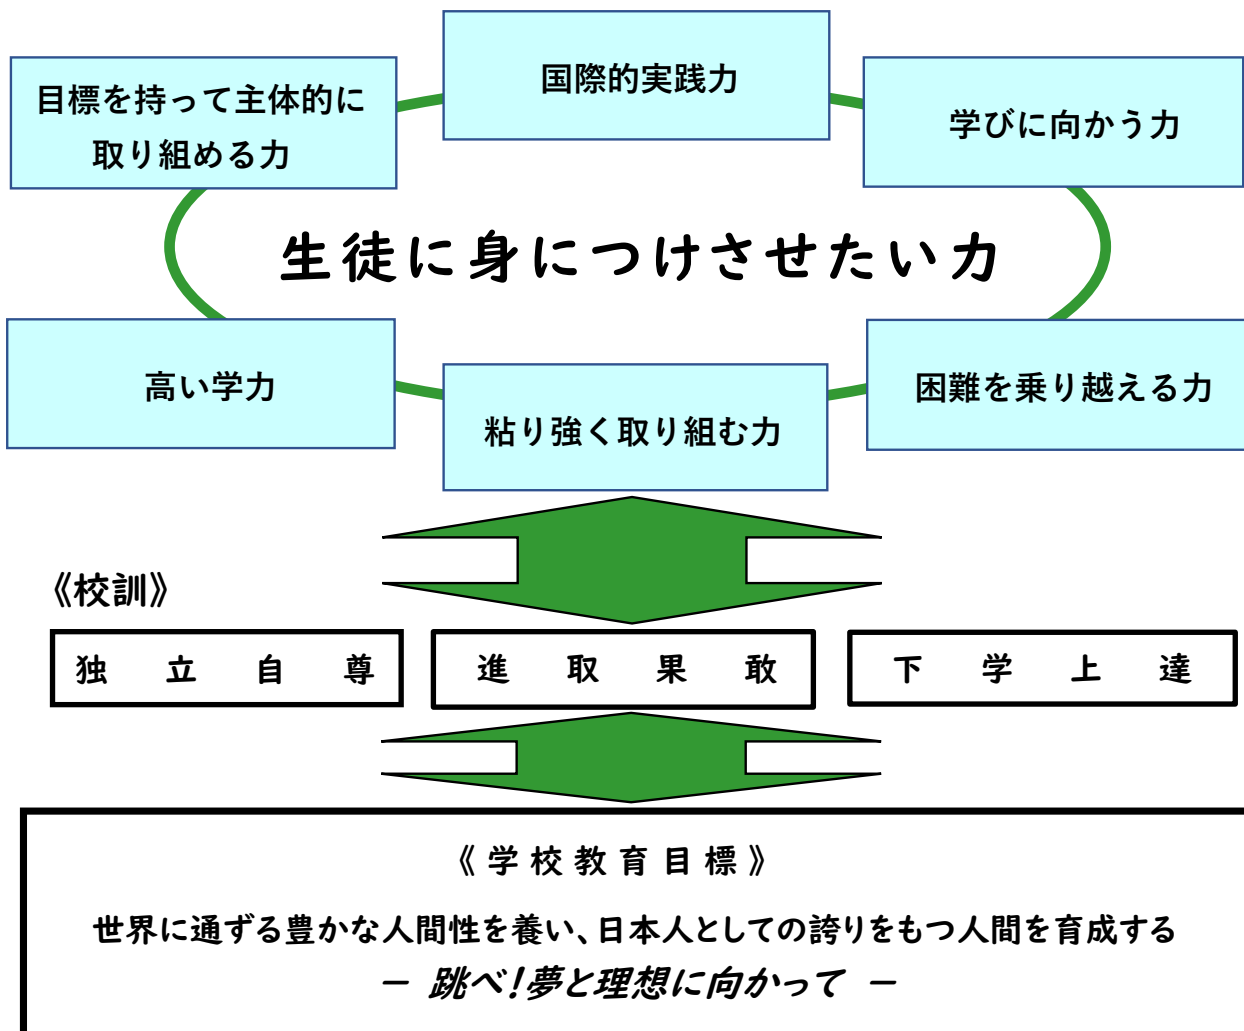 国際的実践力
目標を持って主体的に
取り組める力
学びに向かう力
生徒に身につけさせたい力
高い学力
粘り強く取り組む力
困難を乗り越える力
《校訓》
独立自尊
進取果敢
下学上達
《学校教育目標》
世界に通ずる豊かな人間性を養い、日本人としての誇りをもつ人間を育成する
－ 跳べ！夢と理想に向かって －